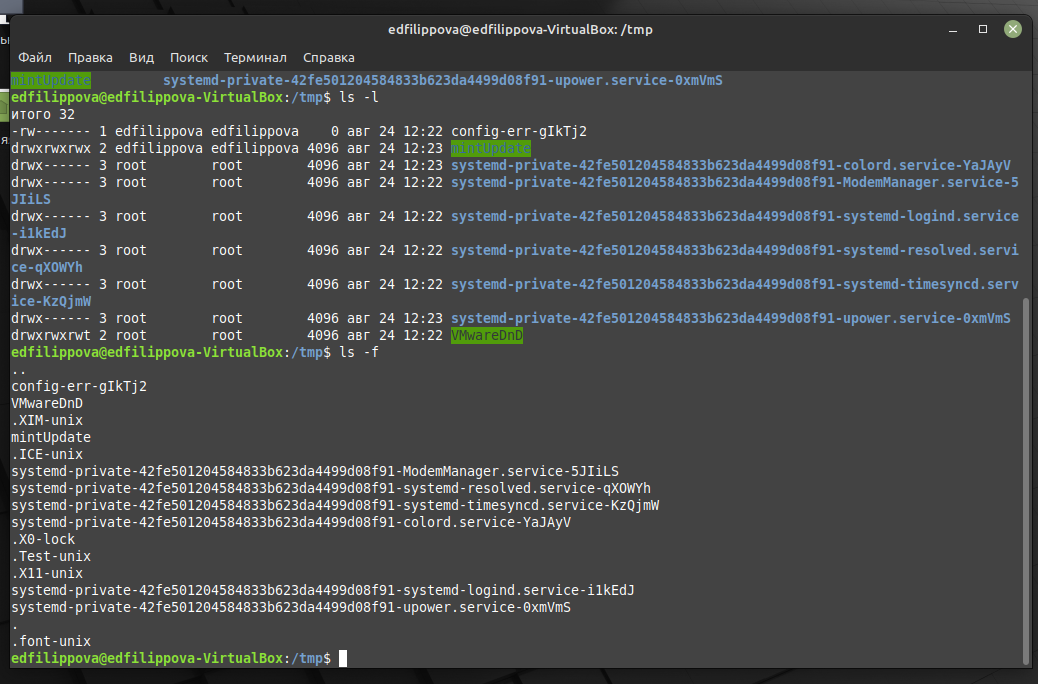 edfilippova@edfilippova-VirtualBox: /tmp
Файл Правка Вид Поиск Терминал Справка
mintUpdate systemd-private-42fe501204584833b623da4499d08f91-upower.service-0xmVmS
edfilippova@edfilippova-VirtualBox:/tmp$ ls -l
итого 32
-rw------- 1 edfilippova edfilippova 0 авг 24 12:22 config-err-gIkTj2
drwxrwxrwx 2 edfilippova edfilippova 4096 авг 24 12:23 mintUpdate
drwx------ 3 root root 4096 авг 24 12:23 systemd-private-42fe501204584833b623da4499d08f91-colord.service-YaJAyV
drwx------ 3 root root 4096 авг 24 12:22 systemd-private-42fe501204584833b623da4499d08f91-ModemManager.service-5
JIiLS
drwx------ 3 root root 4096 авг 24 12:22 systemd-private-42fe501204584833b623da4499d08f91-systemd-logind.service
-i1kEdJ
drwx------ 3 root root 4096 авг 24 12:22 systemd-private-42fe501204584833b623da4499d08f91-systemd-resolved.servi
ce-qXOWYh
drwx------ 3 root root 4096 авг 24 12:22 systemd-private-42fe501204584833b623da4499d08f91-systemd-timesyncd.serv
ice-KzQjmW
drwx------ 3 root root 4096 авг 24 12:23 systemd-private-42fe501204584833b623da4499d08f91-upower.service-0xmVmS
drwxrwxrwt 2 root root 4096 авг 24 12:22 VMwareDnD
edfilippova@edfilippova-VirtualBox:/tmp$ ls -f
..
config-err-gIkTj2
VMwareDnD
.XIM-unix
mintUpdate
.ICE-unix
systemd-private-42fe501204584833b623da4499d08f91-ModemManager.service-5JIiLS
systemd-private-42fe501204584833b623da4499d08f91-systemd-resolved.service-qXOWYh
systemd-private-42fe501204584833b623da4499d08f91-systemd-timesyncd.service-KzQjmW
systemd-private-42fe501204584833b623da4499d08f91-colord.service-YaJAyV
.X0-lock
.Test-unix
.X11-unix
systemd-private-42fe501204584833b623da4499d08f91-systemd-logind.service-i1kEdJ
systemd-private-42fe501204584833b623da4499d08f91-upower.service-0xmVmS
.
.font-unix
edfilippova@edfilippova-VirtualBox:/tmp$